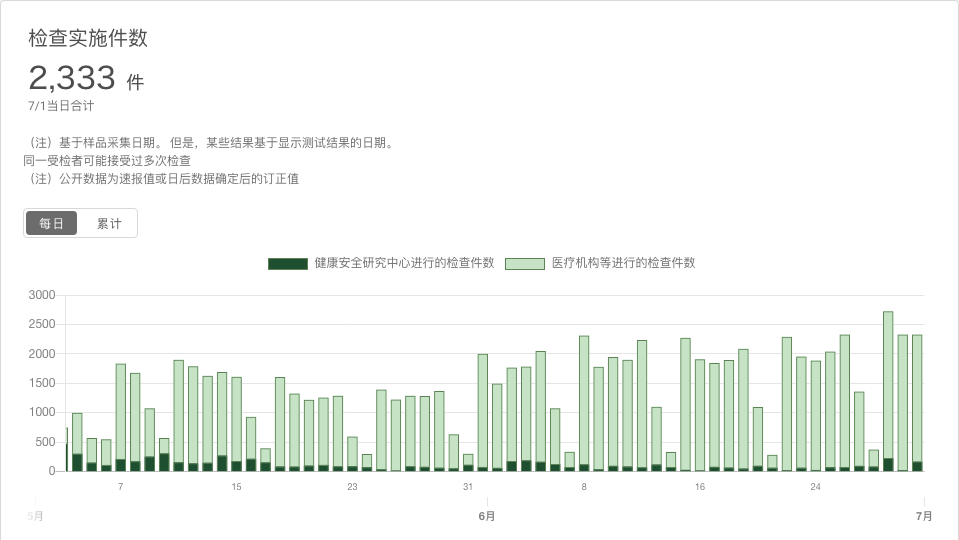 检查实施件数
2,333 件
7/1当日合计
（注）基于样品采集日期。 但是，某些结果基于显示测试结果的日期。
同一受检者可能接受过多次检查
（注）公开数据为速报值或日后数据确定后的订正值
每日 累计
健康安全研究中心进行的检查件数 医疗机构等进行的检查件数
3000
2500
2000
1500
1000
500
0
7 15 23 31 8 16 24
5月 6月 7月